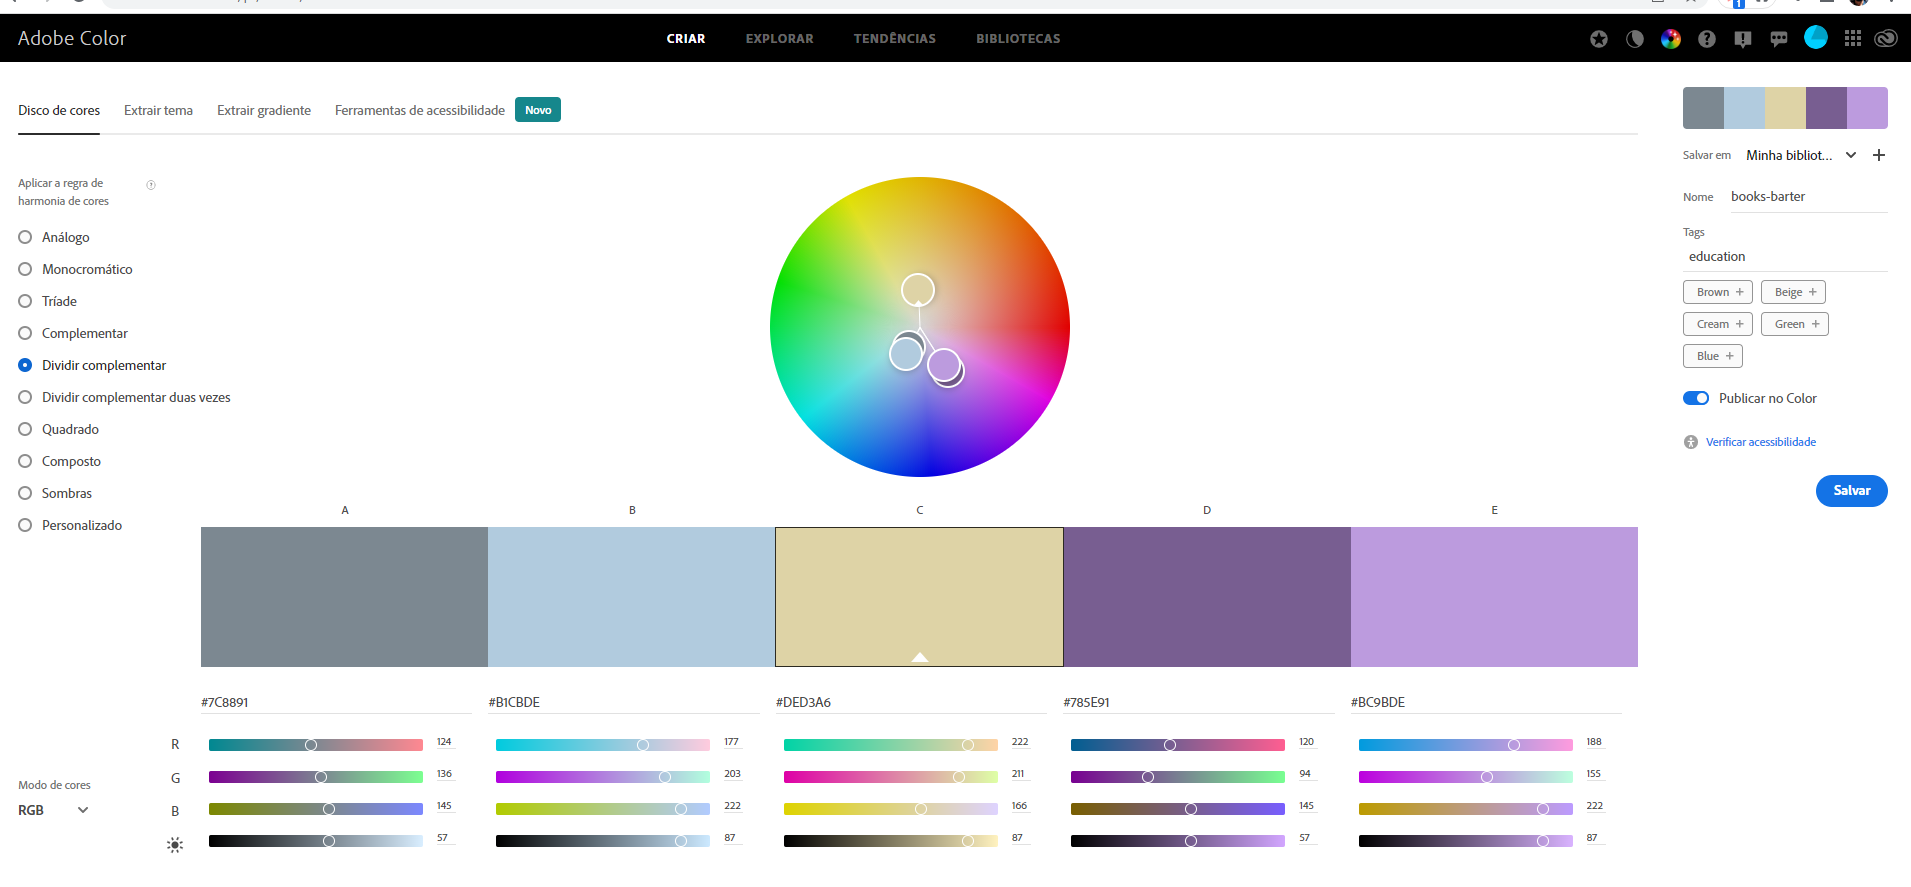 1
Adobe Color
CRIAR
EXPLORAR
TENDÊNCIAS
BIBLIOTECAS
Disco de cores
Extrair tema
Extrair gradiente
Ferramentas de acessibilidade
Novo
Aplicar a regra de
harmonia de cores
Análogo
Monocromático
Tríade
Complementar
Dividir complementar
Dividir complementar duas vezes
Quadrado
Composto
Sombras
Personalizado
Salvar em
Minha bibliot...
Nome
books-barter
Tags
education
Brown +
Beige +
Cream +
Green +
Blue +
Publicar no Color
Verificar acessibilidade
Salvar
A
B
C
D
E
#7C8891
#B1CBDE
#DED3A6
#785E91
#BC9BDE
R
124
177
222
120
188
G
136
203
211
94
155
B
145
222
166
145
222
57
87
87
57
87
Modo de cores
RGB